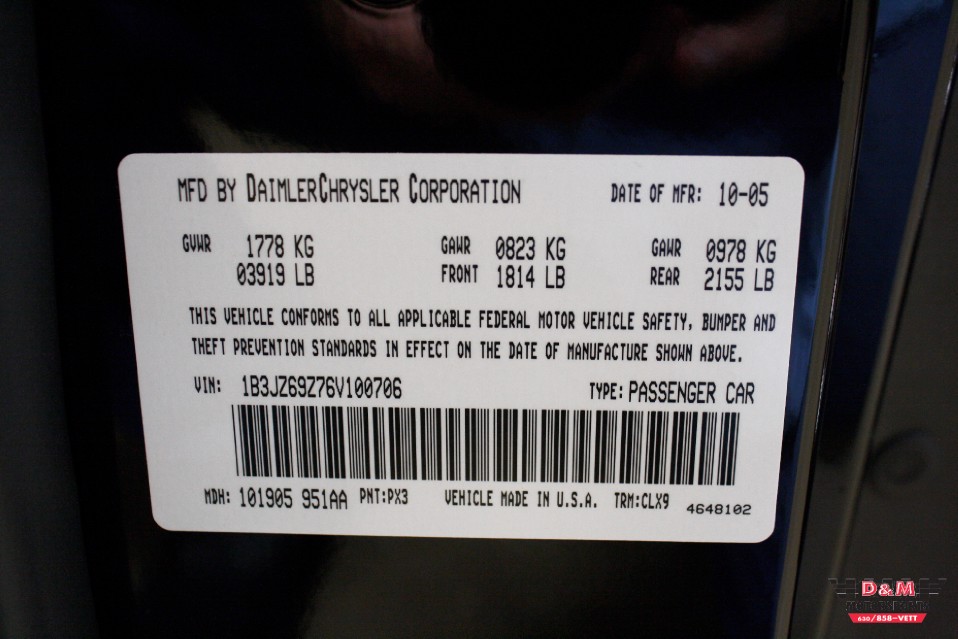 MFD BY DAIMLERCHRYSLER CORPORATION DATE OF MFR: 10-05
GVWR 1778 KG GAWR 0823 KG GAWR 0978 KG
03919 LB FRONT 1814 LB REAR 2155 LB
THIS VEHICLE CONFORMS TO ALL APPLICABLE FEDERAL MOTOR VEHICLE SAFETY, BUMPER AND
THEFT PREVENTION STANDARDS IN EFFECT ON THE DATE OF MANUFACTURE SHOWN ABOVE.
VIN: 1B3JZ69Z76V100706 TYPE: PASSENGER CAR
MDH: 101905 951AA PNT:PX3 VEHICLE MADE IN U.S.A. TRM:CLX9 4648102
D&M
630/858-VETT